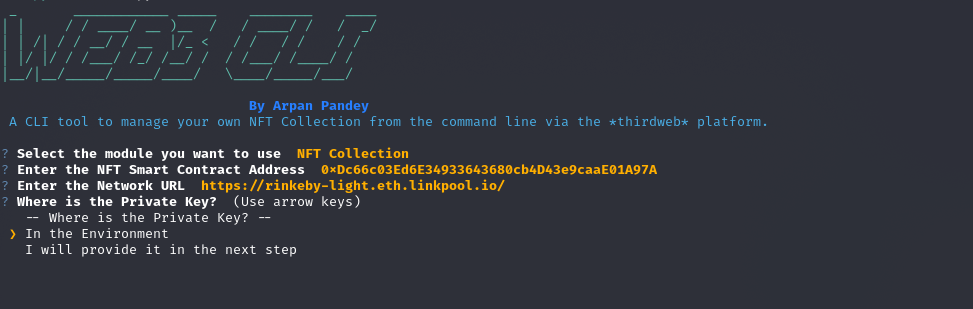 WEB3 CLI
By Arpan Pandey
A CLI tool to manage your own NFT Collection from the command line via the *thirdweb* platform.
? Select the module you want to use NFT Collection
? Enter the NFT Smart Contract Address 0×Dc66c03Ed6E34933643680cb4D43e9caaE01A97A
? Enter the Network URL https://rinkeby-light.eth.linkpool.io/
? Where is the Private Key? (Use arrow keys)
-- Where is the Private Key? --
❯ In the Environment
I will provide it in the next step